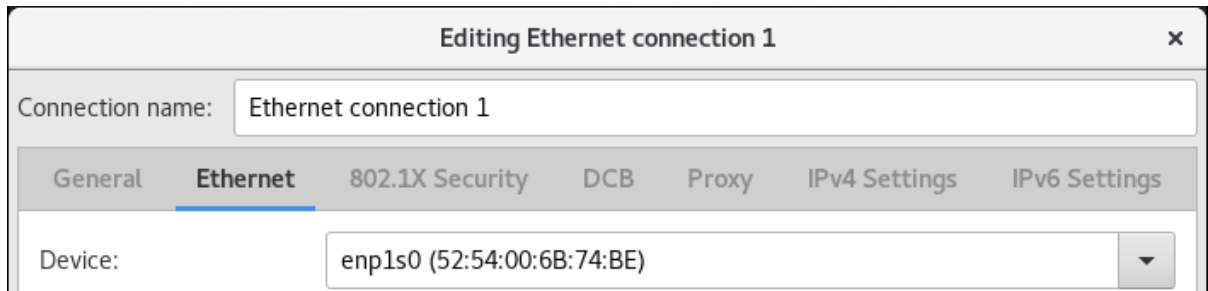 Editing Ethernet connection 1 ×
Connection name: Ethernet connection 1
General Ethernet 802.1X Security DCB Proxy IPv4 Settings IPv6 Settings
Device: enp1s0 (52:54:00:6B:74:BE)